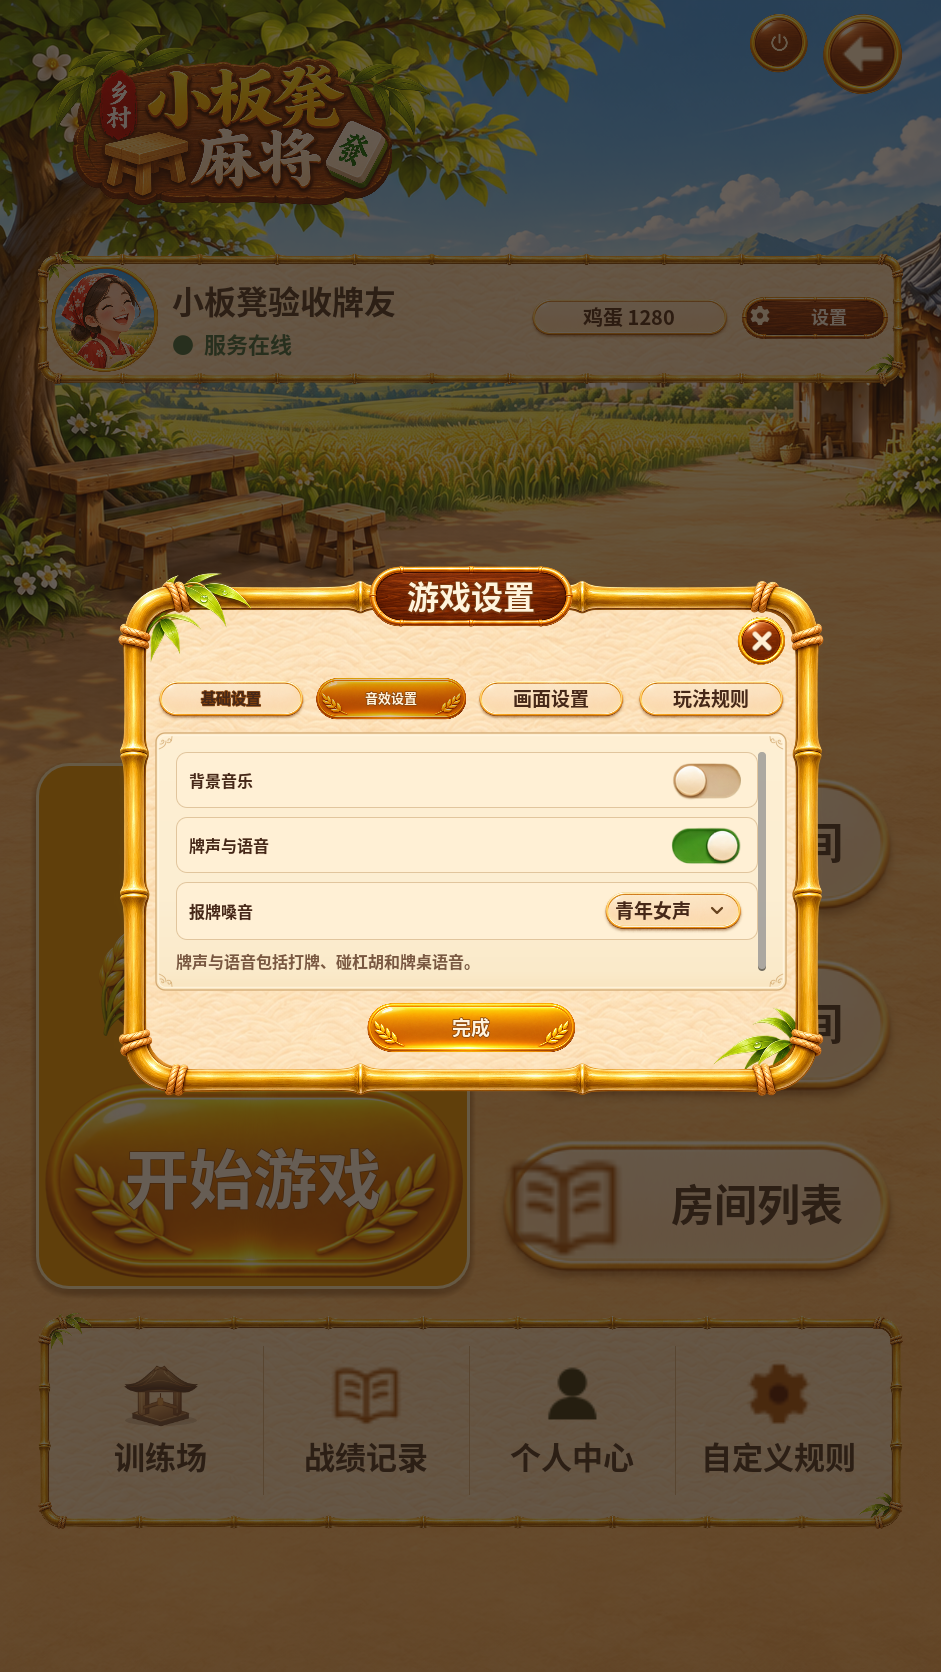 乡村
小板凳
麻将
發
小板凳验收牌友
服务在线
鸡蛋 1280
设置
游戏设置
基础设置
音效设置
画面设置
玩法规则
背景音乐
牌声与语音
报牌嗓音
青年女声
牌声与语音包括打牌、碰杠胡和牌桌语音。
完成
间
间
开始游戏
房间列表
训练场
战绩记录
个人中心
自定义规则